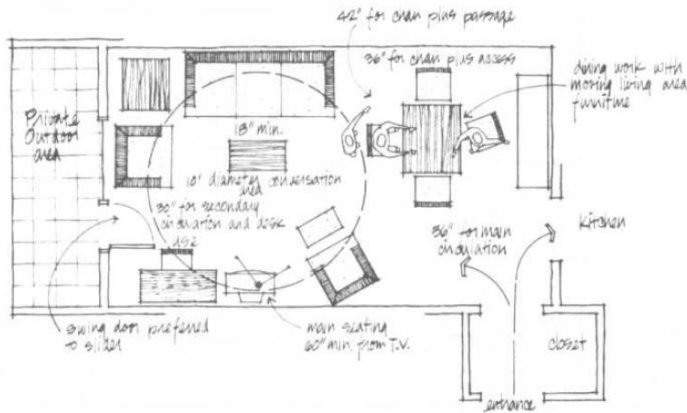 42" for chair plus passage
36" for chair plus access
dining work with
moving living area
furniture
Private
Outdoor
area
18" min.
10' diameter conversation
area
30" for secondary
circulation and desk
use
36" for main
circulation
Kitchen
swing door preferred
to slider
main seating
60" min. from T.V.
closet
entrance